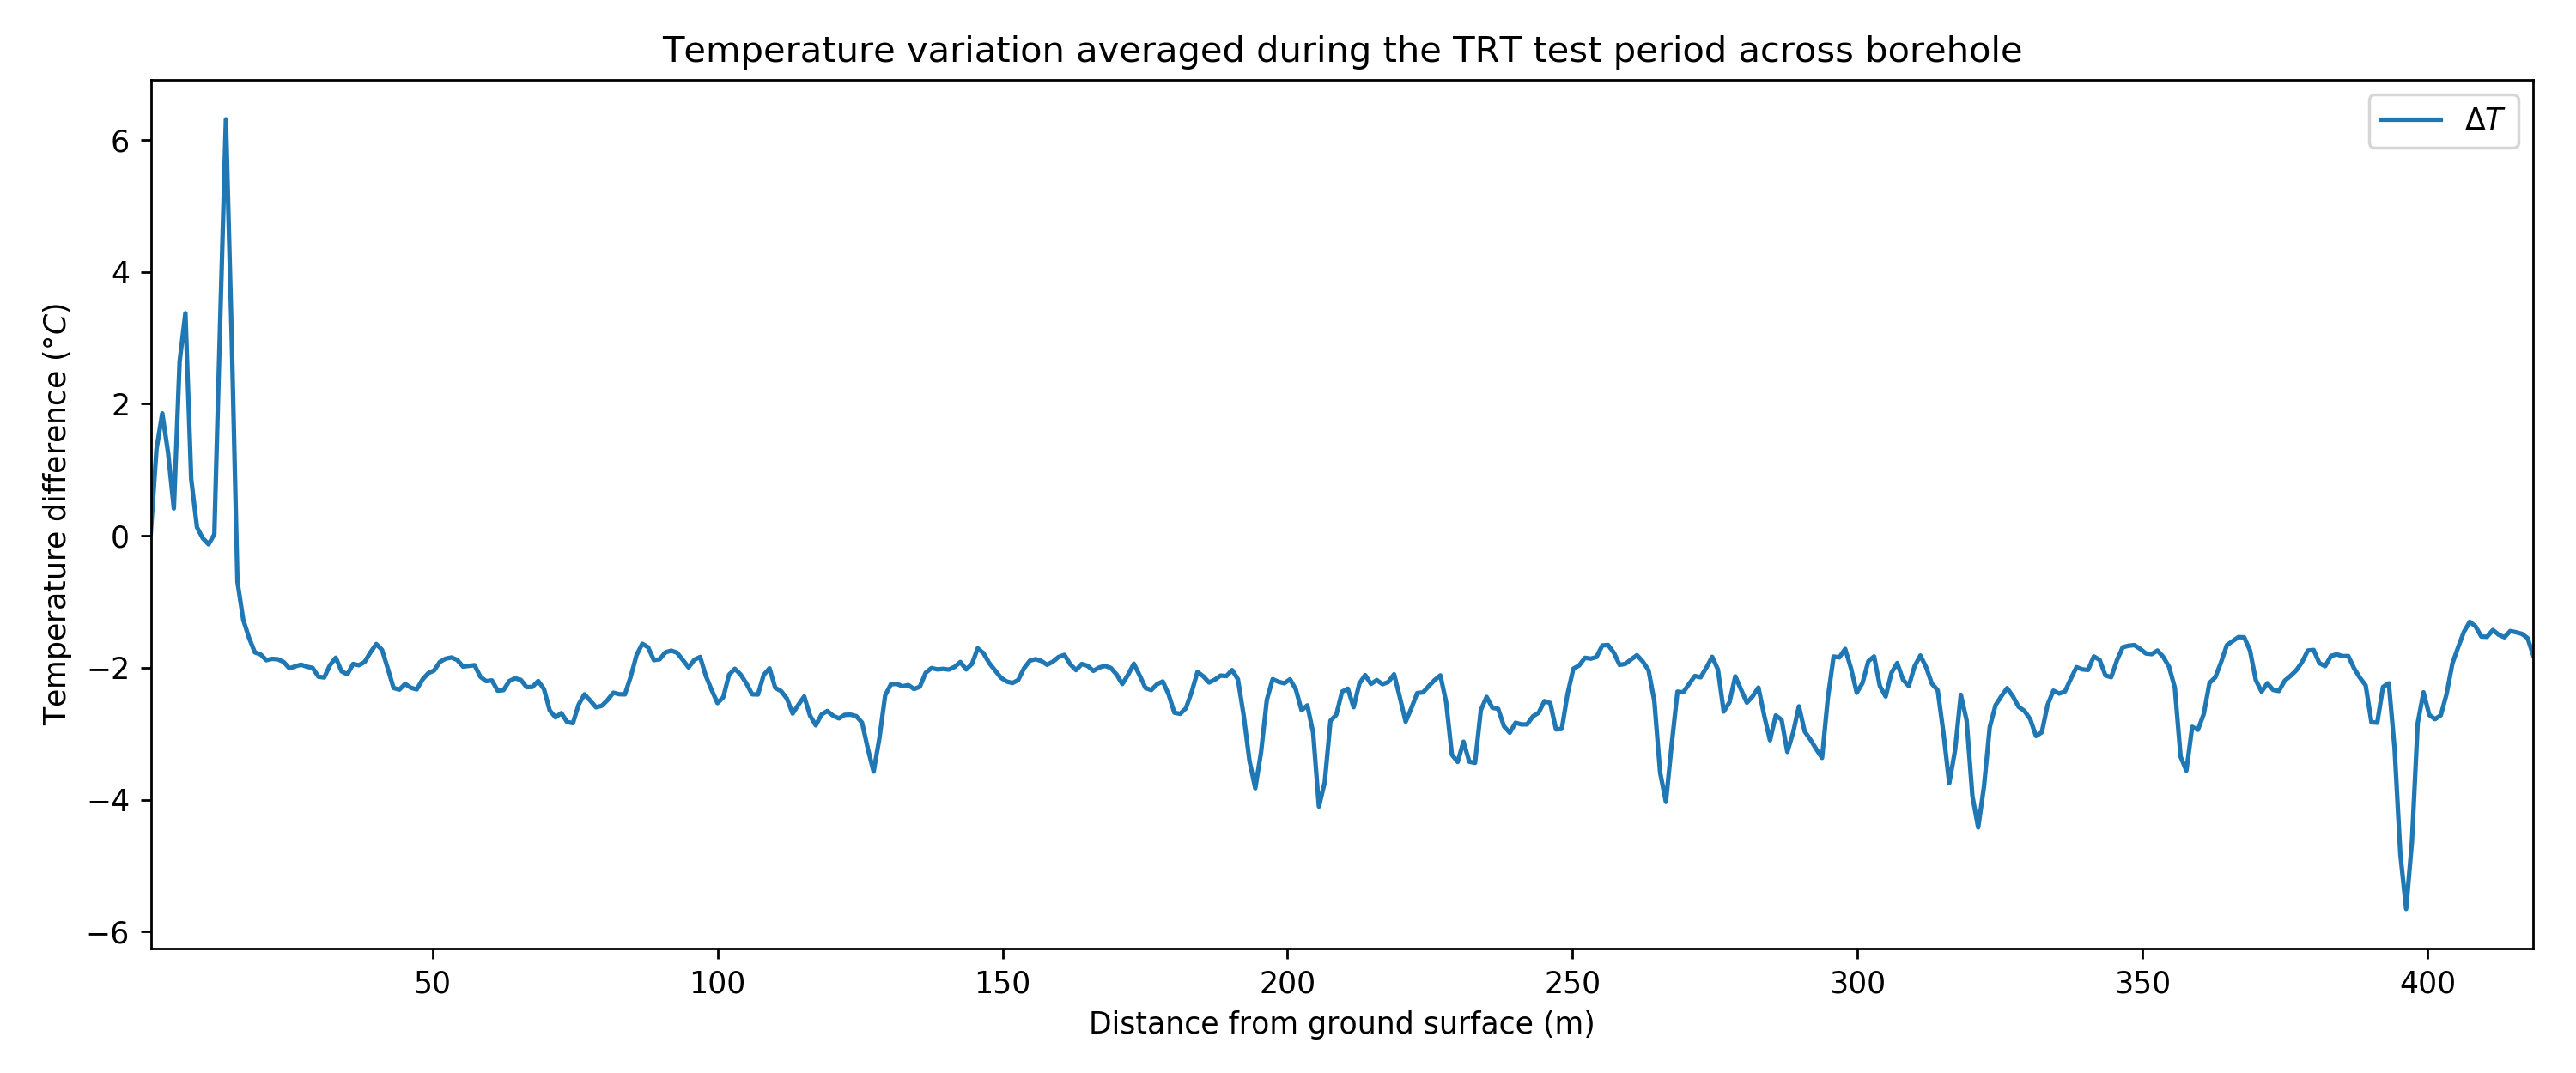 Temperature variation averaged during the TRT test period across borehole
ΔT
Temperature difference (°C)
6
4
2
0
−2
−4
−6
50 100 150 200 250 300 350 400
Distance from ground surface (m)